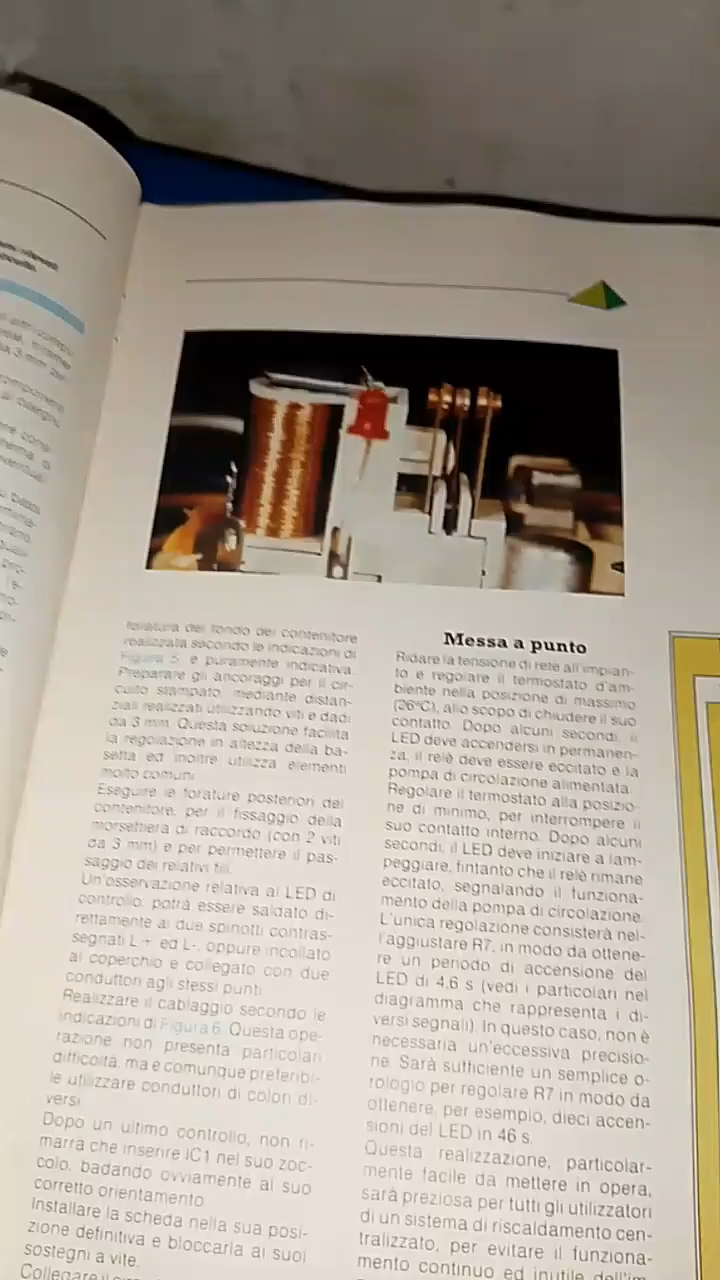 foratura del fondo del contenitore
realizzata secondo le indicazioni di
Figura 5, è puramente indicativa.
Preparare gli ancoraggi per il cir-
cuito stampato, mediante distan-
ziali realizzati utilizzando viti e dadi
da 3 mm. Questa soluzione facilita
la regolazione in altezza della ba-
setta ed inoltre utilizza elementi
molto comuni.
Eseguire le forature posteriori del
contenitore, per il fissaggio della
morsettiera di raccordo (con 2 viti
da 3 mm) e per permettere il pas-
saggio dei relativi fili.
Un'osservazione relativa al LED di
controllo: potrà essere saldato di-
rettamente ai due spinotti contras-
segnati L+ ed L-, oppure incollato
al coperchio e collegato con due
conduttori agli stessi punti.
Realizzare il cablaggio secondo le
indicazioni di Figura 6. Questa ope-
razione non presenta particolari
difficoltà, ma è comunque preferibi-
le utilizzare conduttori di colori di-
versi.
Dopo un ultimo controllo, non ri-
marrà che inserire IC1 nel suo zoc-
colo, badando ovviamente al suo
corretto orientamento.
Installare la scheda nella sua posi-
zione definitiva e bloccarla ai suoi
sostegni a vite.
Messa a punto
Ridare la tensione di rete all'impian-
to e regolare il termostato d'am-
biente nella posizione di massimo
(26°C), allo scopo di chiudere il suo
contatto. Dopo alcuni secondi, il
LED deve accendersi in permanen-
za, il relè deve essere eccitato e la
pompa di circolazione alimentata.
Regolare il termostato alla posizio-
ne di minimo, per interrompere il
suo contatto interno. Dopo alcuni
secondi, il LED deve iniziare a lam-
peggiare, fintanto che il relè rimane
eccitato, segnalando il funziona-
mento della pompa di circolazione.
L'unica regolazione consisterà nel-
l'aggiustare R7, in modo da ottene-
re un periodo di accensione del
LED di 4,6 s (vedi i particolari nel
diagramma che rappresenta i di-
versi segnali). In questo caso, non è
necessaria un'eccessiva precisio-
ne. Sarà sufficiente un semplice o-
rologio per regolare R7 in modo da
ottenere, per esempio, dieci accen-
sioni del LED in 46 s.
Questa realizzazione, particolar-
mente facile da mettere in opera,
sarà preziosa per tutti gli utilizzatori
di un sistema di riscaldamento cen-
tralizzato, per evitare il funziona-
mento continuo ed inutile dell'im-